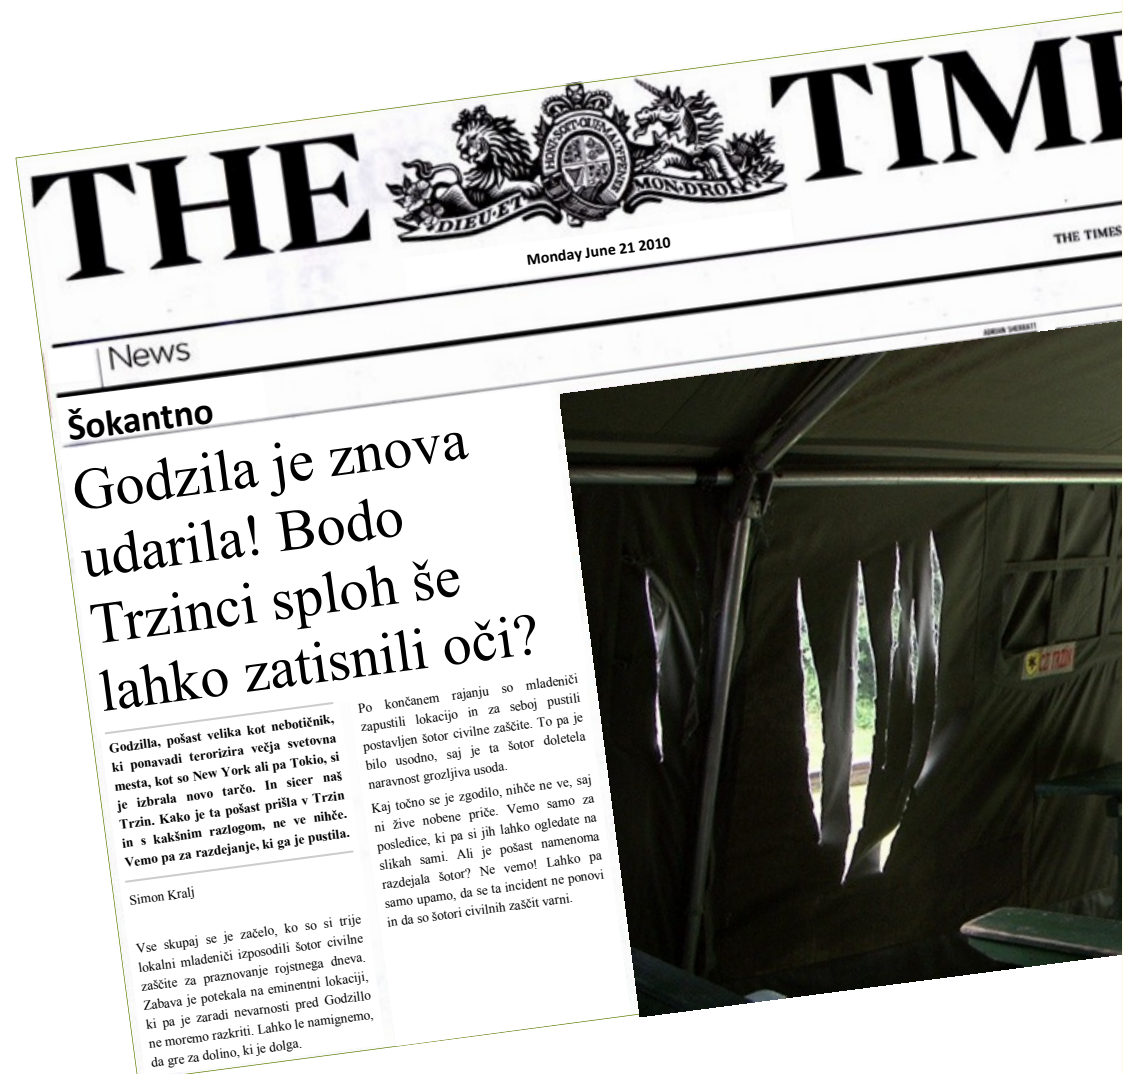 THE TIME
HONI·SOIT·QUI·MAL·Y·PENSE
DIEU·ET MON·DROIT
Monday June 21 2010
THE TIMES
News
ADRIAN SHERRATT
Šokantno
Godzila je znova
udarila! Bodo
Trzinci sploh še
lahko zatisnili oči?
Godzilla, pošast velika kot nebotičnik,
ki ponavadi terorizira večja svetovna
mesta, kot so New York ali pa Tokio, si
je izbrala novo tarčo. In sicer naš
Trzin. Kako je ta pošast prišla v Trzin
in s kakšnim razlogom, ne ve nihče.
Vemo pa za razdejanje, ki ga je pustila.
Simon Kralj
Vse skupaj se je začelo, ko so si trije
lokalni mladeniči izposodili šotor civilne
zaščite za praznovanje rojstnega dneva.
Zabava je potekala na eminentni lokaciji,
ki pa je zaradi nevarnosti pred Godzillo
ne moremo razkriti. Lahko le namignemo,
da gre za dolino, ki je dolga.
Po končanem rajanju so mladeniči
zapustili lokacijo in za seboj pustili
postavljen šotor civilne zaščite. To pa je
bilo usodno, saj je ta šotor doletela
naravnost grozljiva usoda.
Kaj točno se je zgodilo, nihče ne ve, saj
ni žive nobene priče. Vemo samo za
posledice, ki pa si jih lahko ogledate na
slikah sami. Ali je pošast namenoma
razdejala šotor? Ne vemo! Lahko pa
samo upamo, da se ta incident ne ponovi
in da so šotori civilnih zaščit varni.